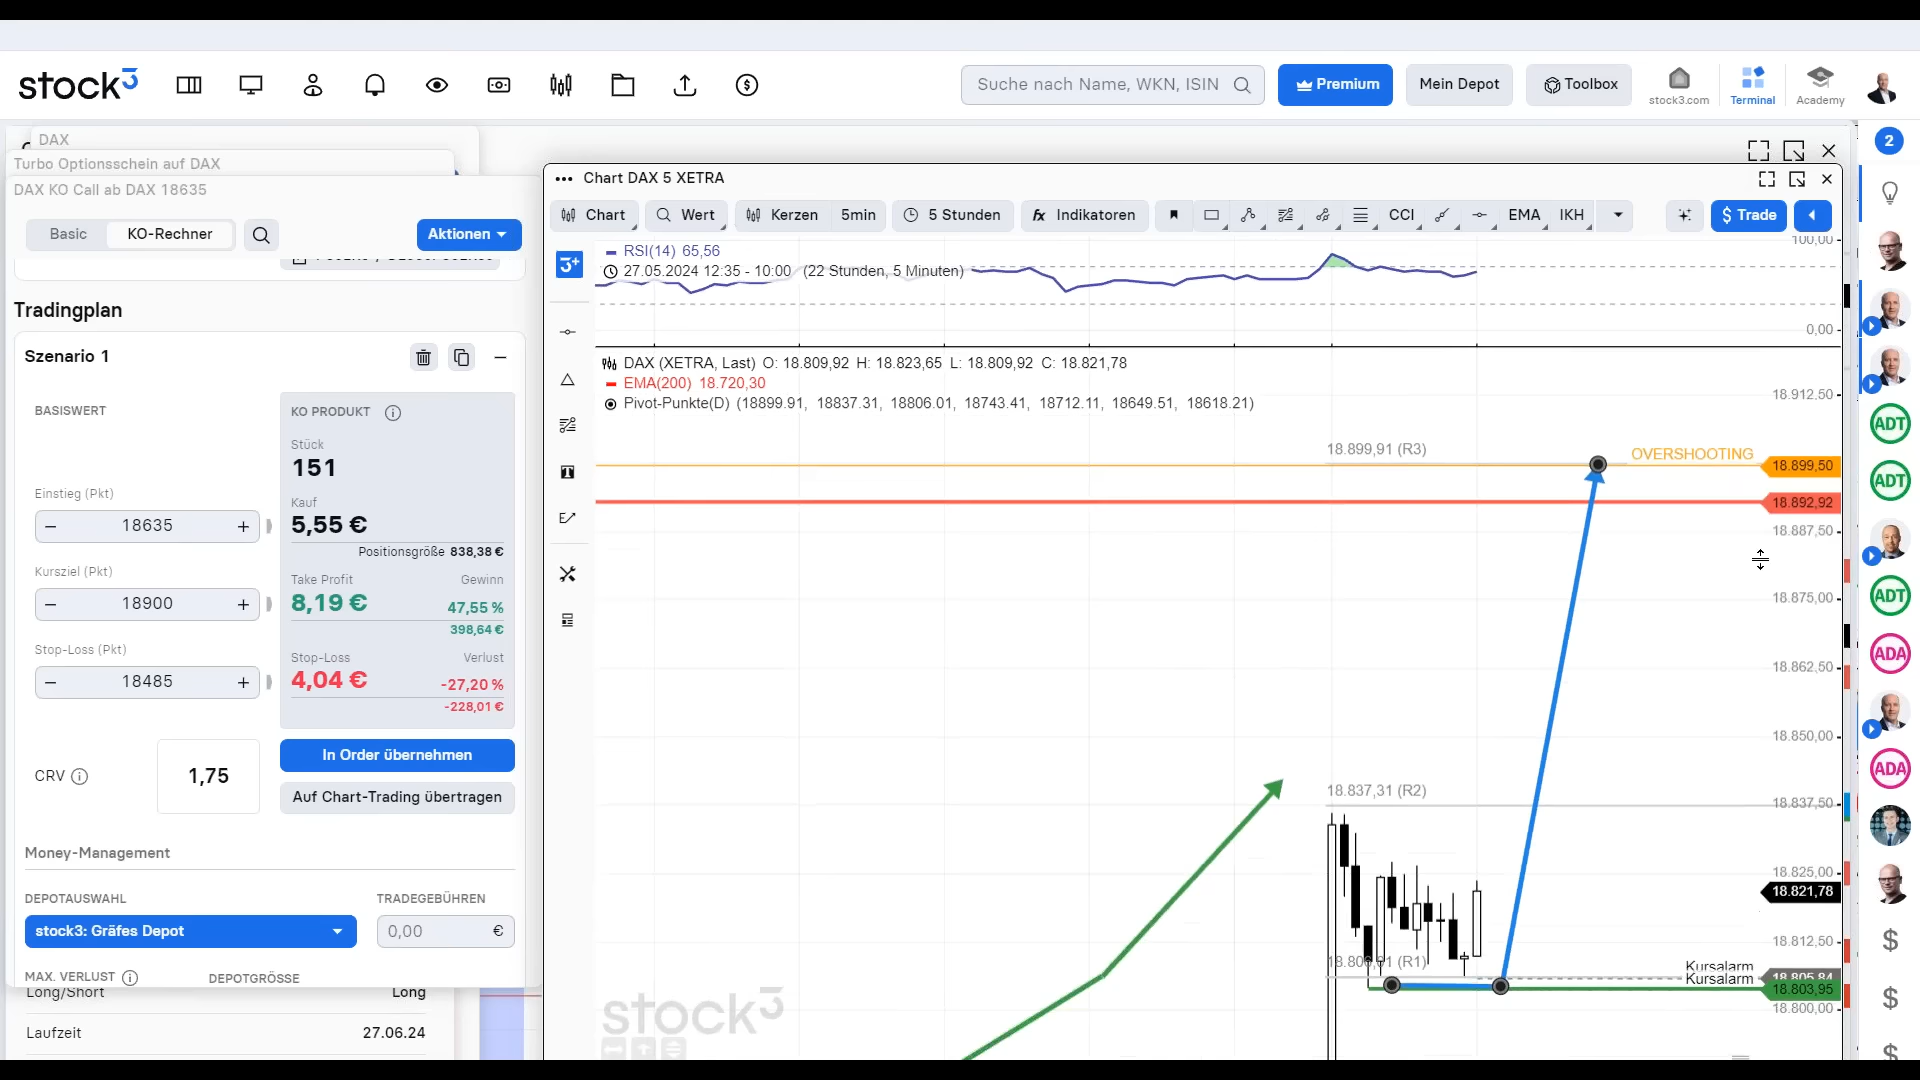 stock3
Suche nach Name, WKN, ISIN
Premium
Mein Depot
Toolbox
stock3.com
Terminal
Academy
DAX
2
Turbo Optionsschein auf DAX
DAX KO Call ab DAX 18635
Basic
KO-Rechner
Aktionen
Tradingplan
Szenario 1
BASISWERT
KO PRODUKT
Stück
151
Einstieg (Pkt)
Kauf
18635
5,55 €
Positionsgröße 838,38 €
Kursziel (Pkt)
Take Profit
Gewinn
18900
8,19 €
47,55 %
398,64 €
Stop-Loss (Pkt)
Stop-Loss
Verlust
18485
4,04 €
-27,20 %
-228,01 €
CRV
1,75
In Order übernehmen
Auf Chart-Trading übertragen
Money-Management
DEPOTAUSWAHL
TRADEGEBÜHREN
stock3: Gräfes Depot
0,00
€
MAX. VERLUST
DEPOTGRÖSSE
Long/Short
Long
Laufzeit
27.06.24
Chart DAX 5 XETRA
Chart
Wert
Kerzen
5min
5 Stunden
fx Indikatoren
CCI
EMA
IKH
$ Trade
3+
RSI(14) 65,56
27.05.2024 12:35 - 10:00 (22 Stunden, 5 Minuten)
100,00
0,00
DAX (XETRA, Last) O: 18.809,92 H: 18.823,65 L: 18.809,92 C: 18.821,78
EMA(200) 18.720,30
Pivot-Punkte(D) (18899.91, 18837.31, 18806.01, 18743.41, 18712.11, 18649.51, 18618.21)
18.912,50
18.899,91 (R3)
OVERSHOOTING
18.899,50
18.892,92
18.887,50
18.875,00
18.862,50
18.850,00
18.837,31 (R2)
18.837,50
18.825,00
18.821,78
18.812,50
18.806,01 (R1)
Kursalarm
18.805,84
Kursalarm
18.803,95
18.800,00
stock3
ADT
ADT
ADT
ADA
ADA
$
$
$